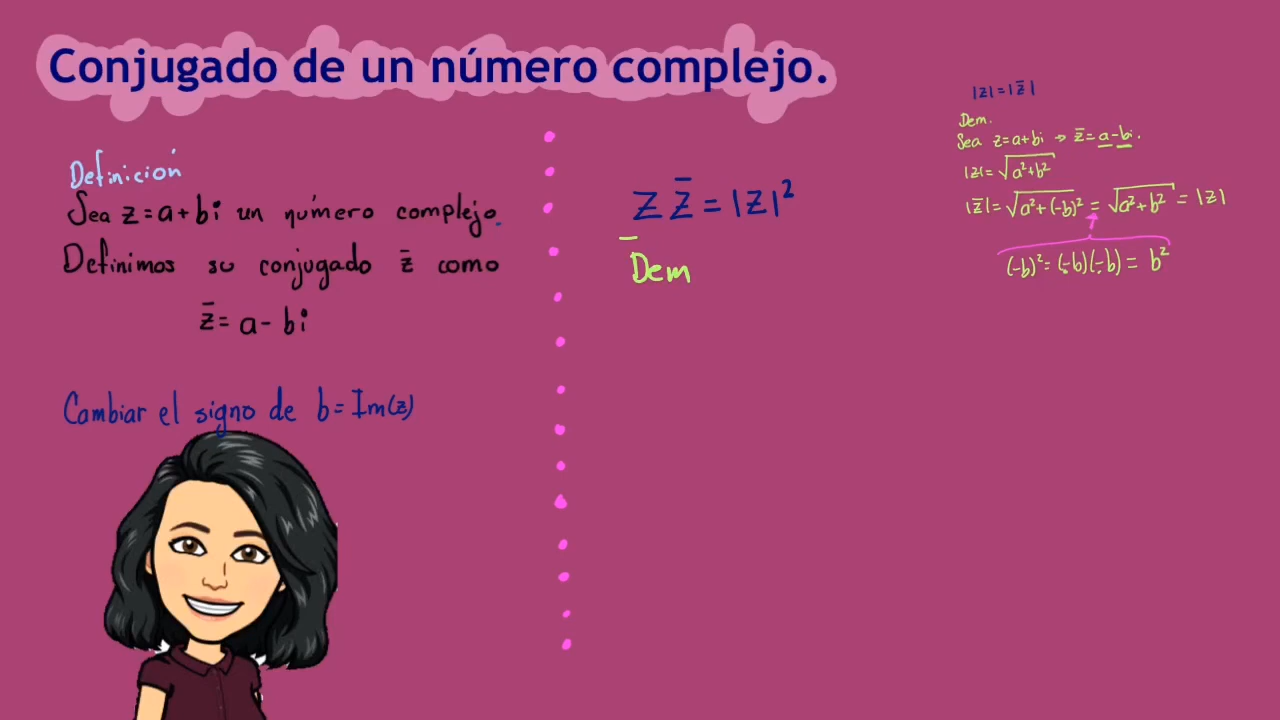 Conjugado de un número complejo.
Definición
Sea z = a + bi un número complejo.
Definimos su conjugado z̄ como
z̄ = a - bi
Cambiar el signo de b = Im(z)
z z̄ = |z|²
Dem
|z| = |z̄|
Dem.
Sea z = a + bi → z̄ = a - bi.
|z| = √(a² + b²)
|z̄| = √(a² + (-b)²) = √(a² + b²) = |z|
(-b)² = (-b)(-b) = b²